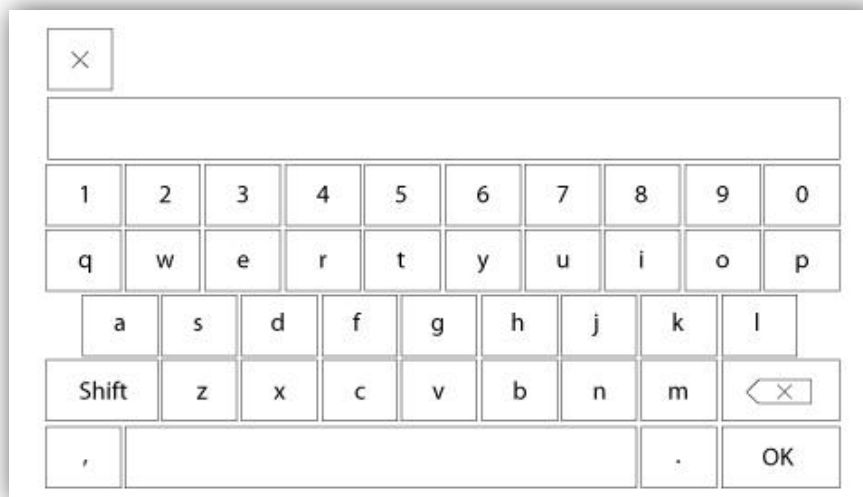 1 2 3 4 5 6 7 8 9 0
q w e r t y u i o p
a s d f g h j k l
Shift z x c v b n m
, . OK